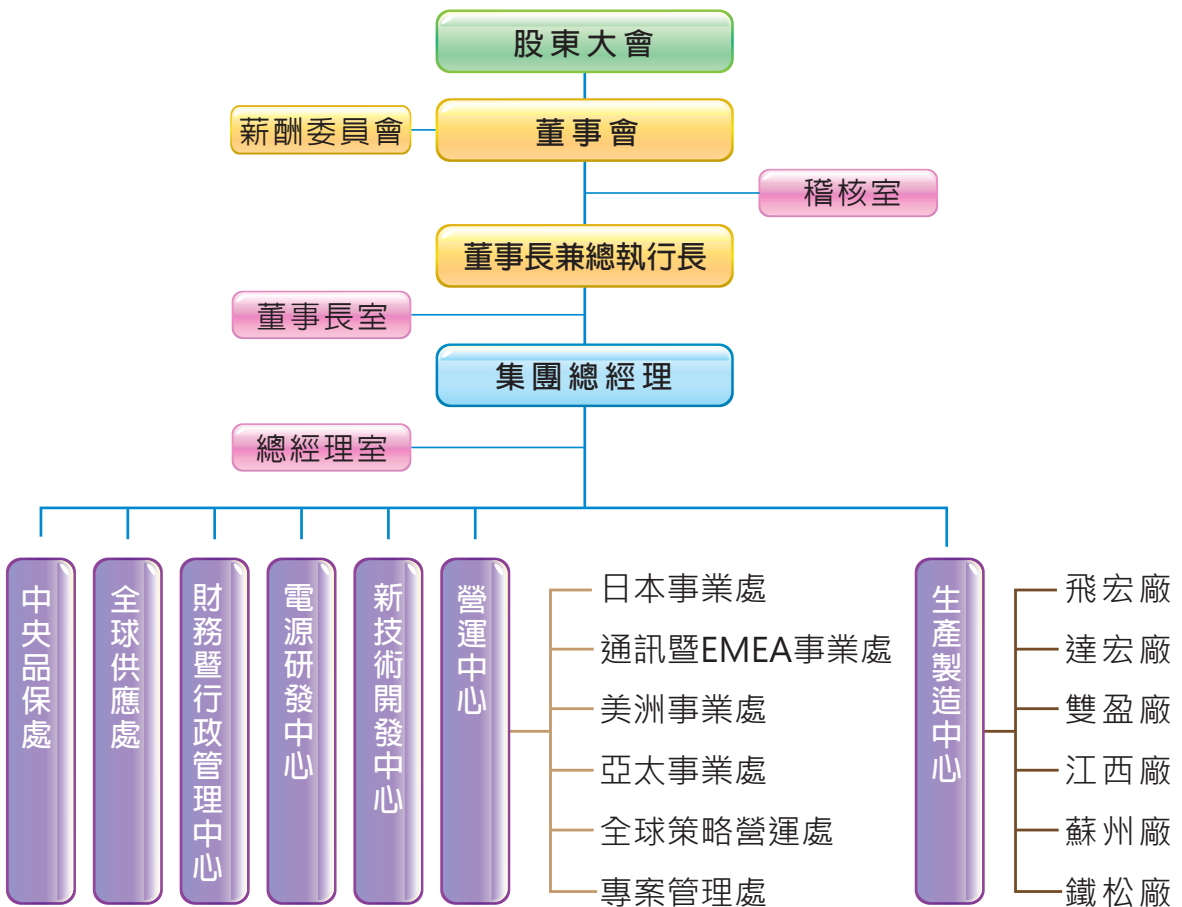 股東大會
薪酬委員會
董事會
稽核室
董事長兼總執行長
董事長室
集團總經理
總經理室
中央品保處
全球供應處
財務暨行政管理中心
電源研發中心
新技術開發中心
營運中心
日本事業處
通訊暨EMEA事業處
美洲事業處
亞太事業處
全球策略營運處
專案管理處
生產製造中心
飛宏廠
達宏廠
雙盈廠
江西廠
蘇州廠
鐵松廠